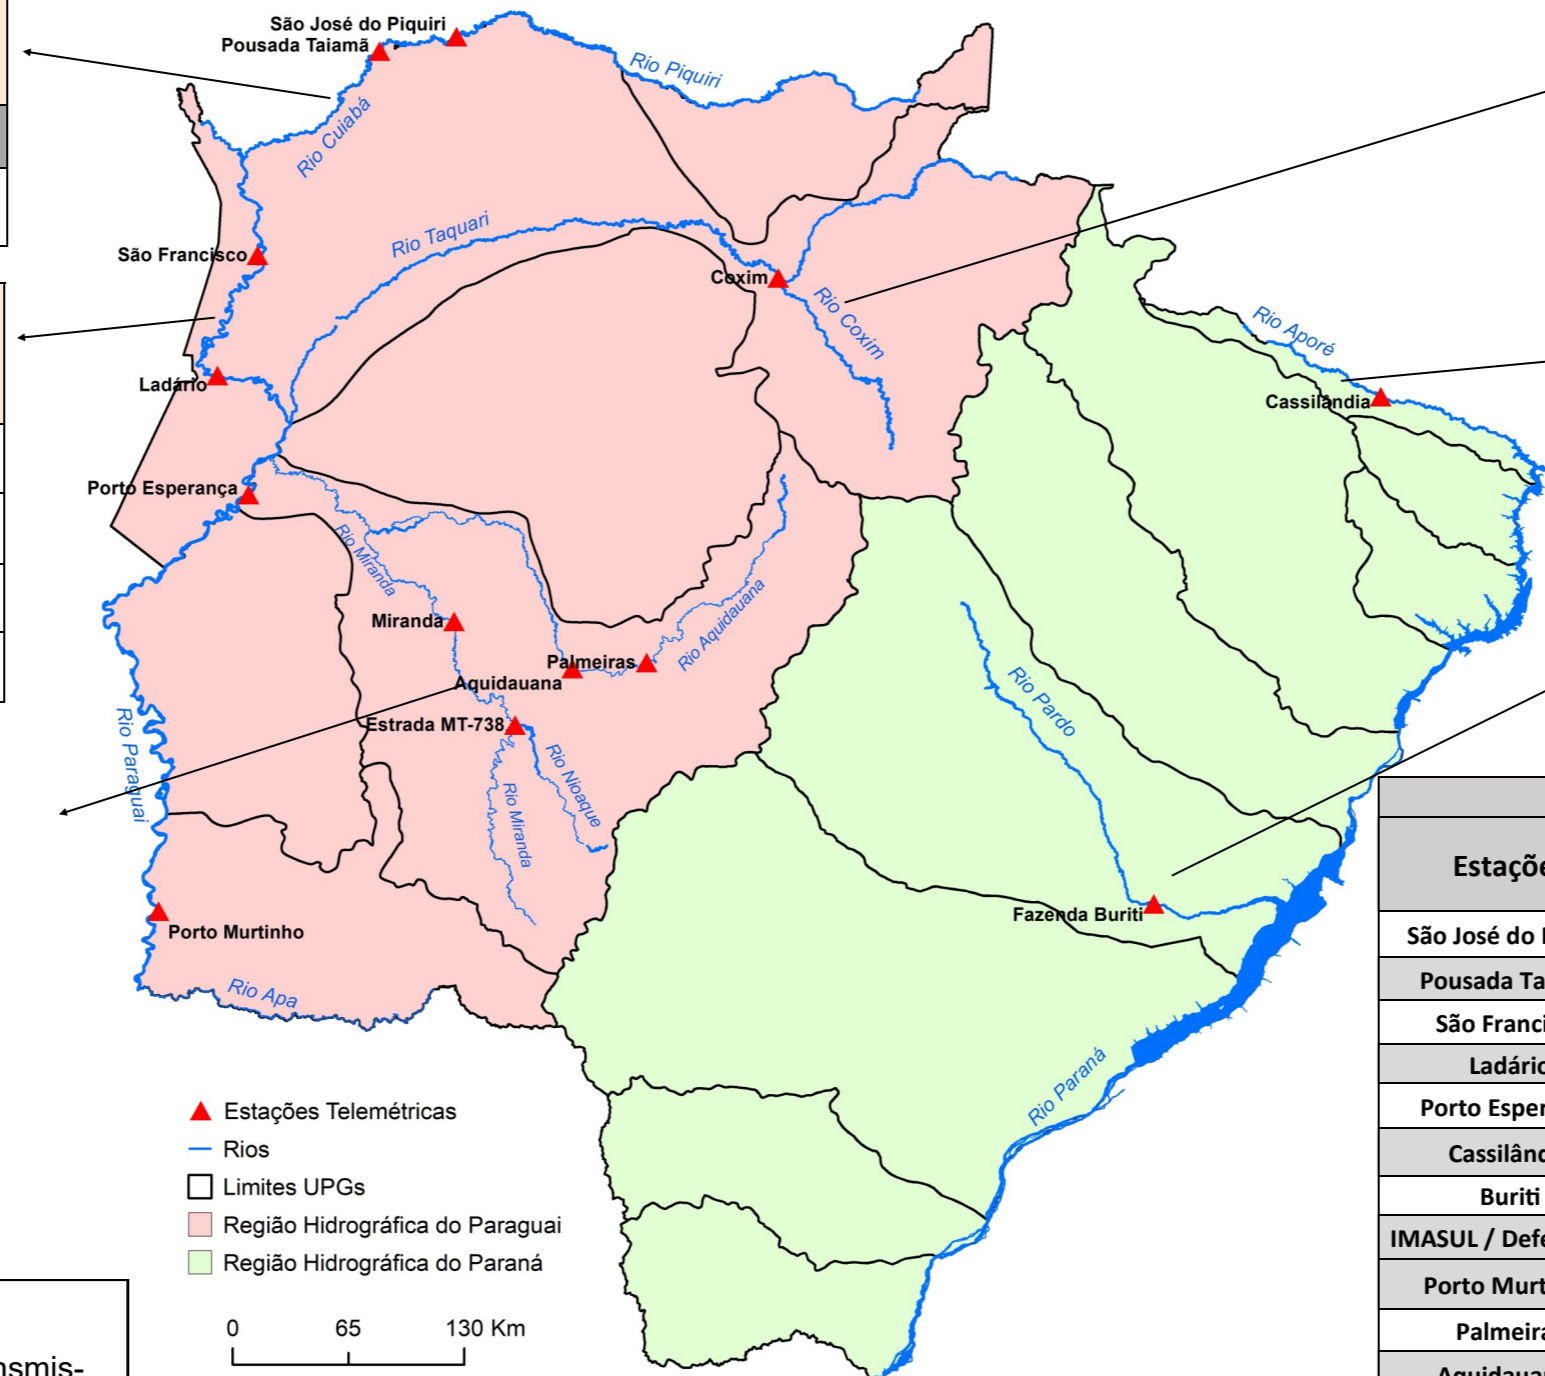 São José do Piquiri
Pousada Taiamã
Rio Piquiri
Rio Cuiabá
São Francisco
Rio Taquari
Coxim
Rio Coxim
Rio Aporé
Ladário
Cassilândia
Porto Esperança
Rio Miranda
Miranda
Rio Aquidauana
Palmeiras
Aquidauana
Rio Pardo
Estrada MT-738
Rio Paraguai
Rio Nioaque
Rio Miranda
Fazenda Buriti
Porto Murtinho
Rio Apa
Rio Paraná
Estações Telemétricas
Rios
Limites UPGs
Região Hidrográfica do Paraguai
Região Hidrográfica do Paraná
0 65 130 Km
nsmis-
Estaçõe
São José do
Pousada Ta
São Franci
Ladário
Porto Esper
Cassilând
Buriti
IMASUL / Defe
Porto Murt
Palmeira
Aquidaua